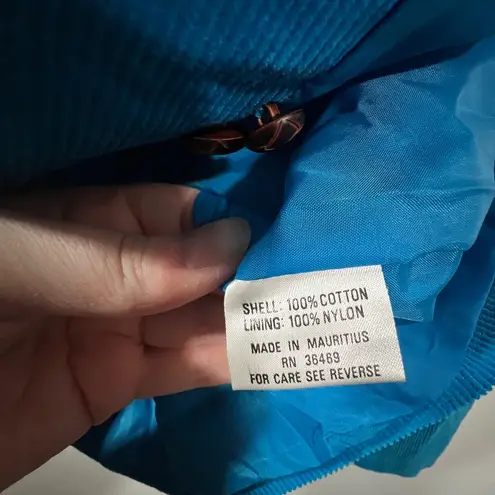 SHELL: 100% COTTON
LINING: 100% NYLON
MADE IN MAURITIUS
RN 36469
FOR CARE SEE REVERSE